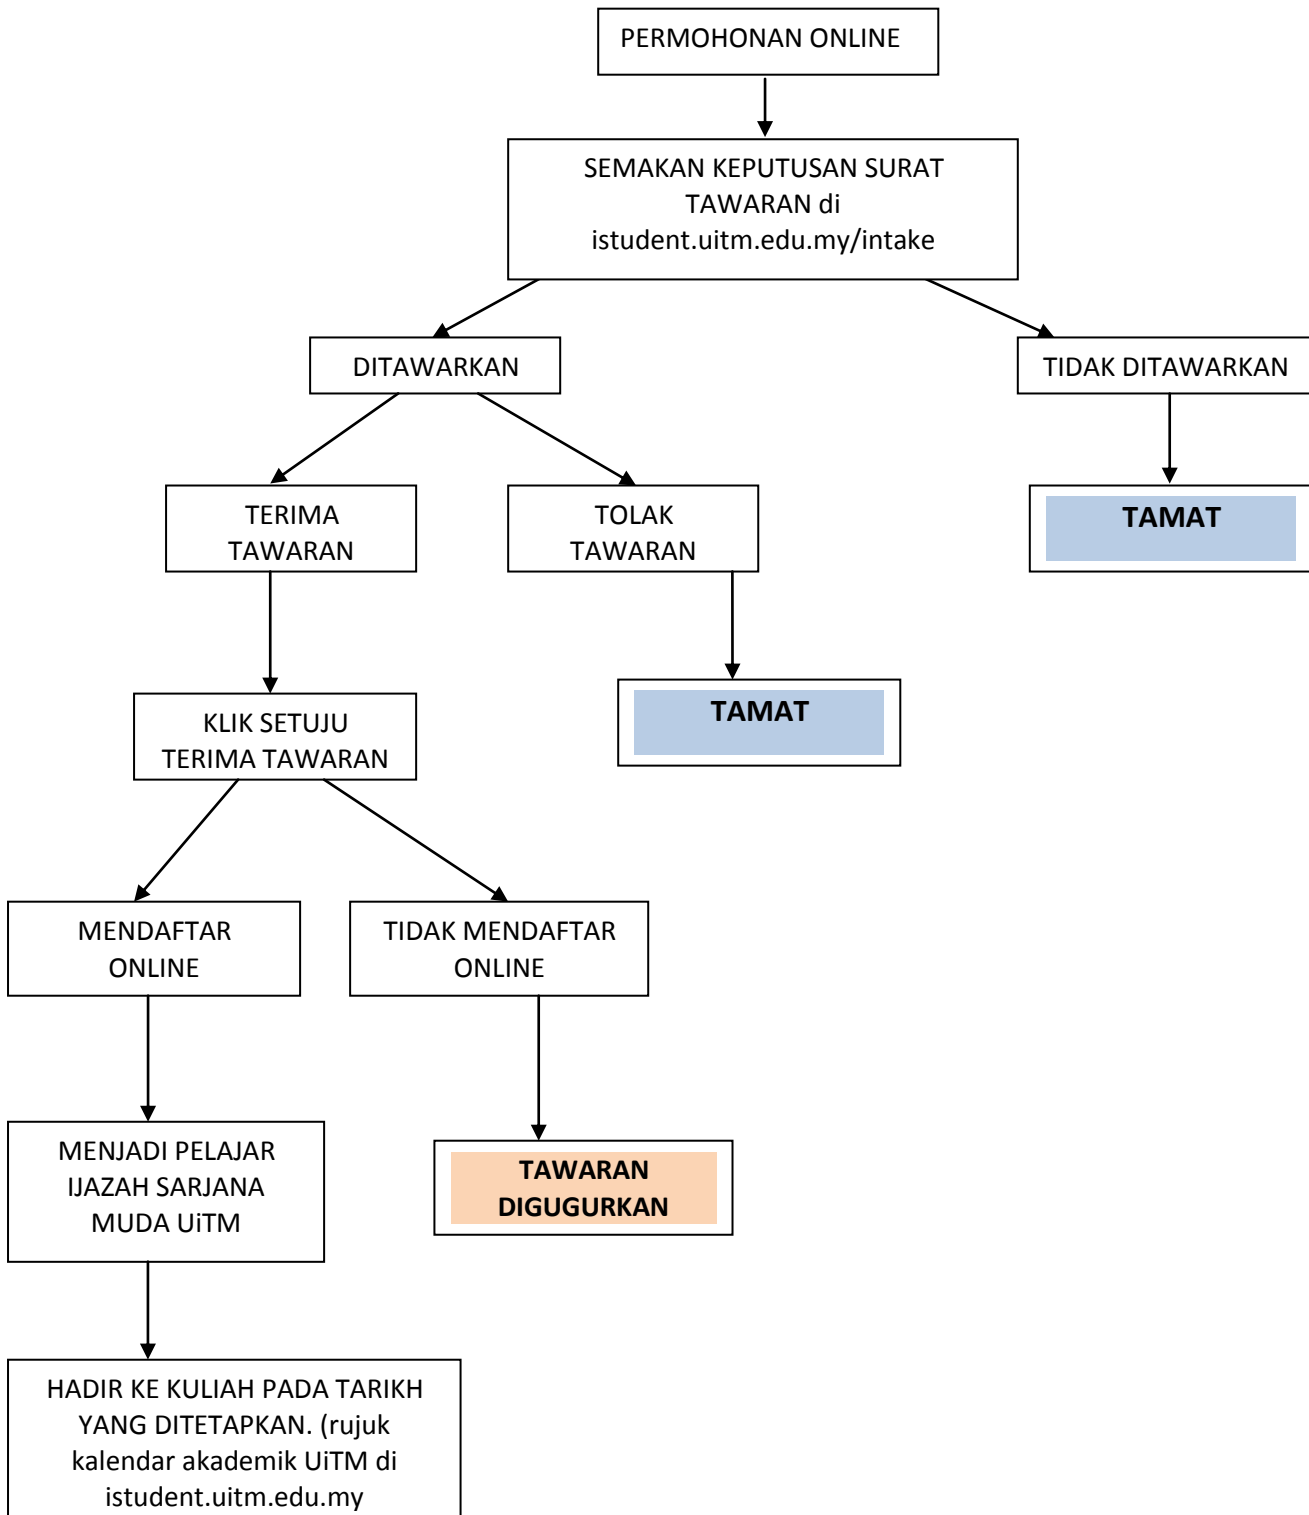 PERMOHONAN ONLINE
SEMAKAN KEPUTUSAN SURAT
TAWARAN di
istudent.uitm.edu.my/intake
DITAWARKAN
TIDAK DITAWARKAN
TERIMA
TAWARAN
TOLAK
TAWARAN
TAMAT
KLIK SETUJU
TERIMA TAWARAN
TAMAT
MENDAFTAR
ONLINE
TIDAK MENDAFTAR
ONLINE
MENJADI PELAJAR
IJAZAH SARJANA
MUDA UiTM
TAWARAN
DIGUGURKAN
HADIR KE KULIAH PADA TARIKH
YANG DITETAPKAN. (rujuk
kalendar akademik UiTM di
istudent.uitm.edu.my